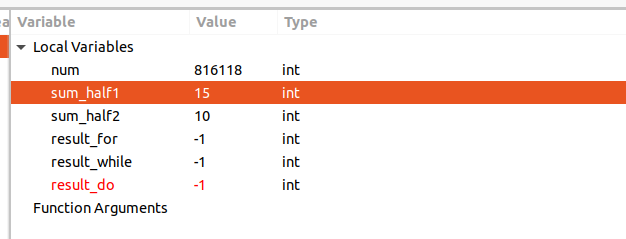 ea Variable Value Type
Local Variables
num 816118 int
sum_half1 15 int
sum_half2 10 int
result_for -1 int
result_while -1 int
result_do -1 int
Function Arguments